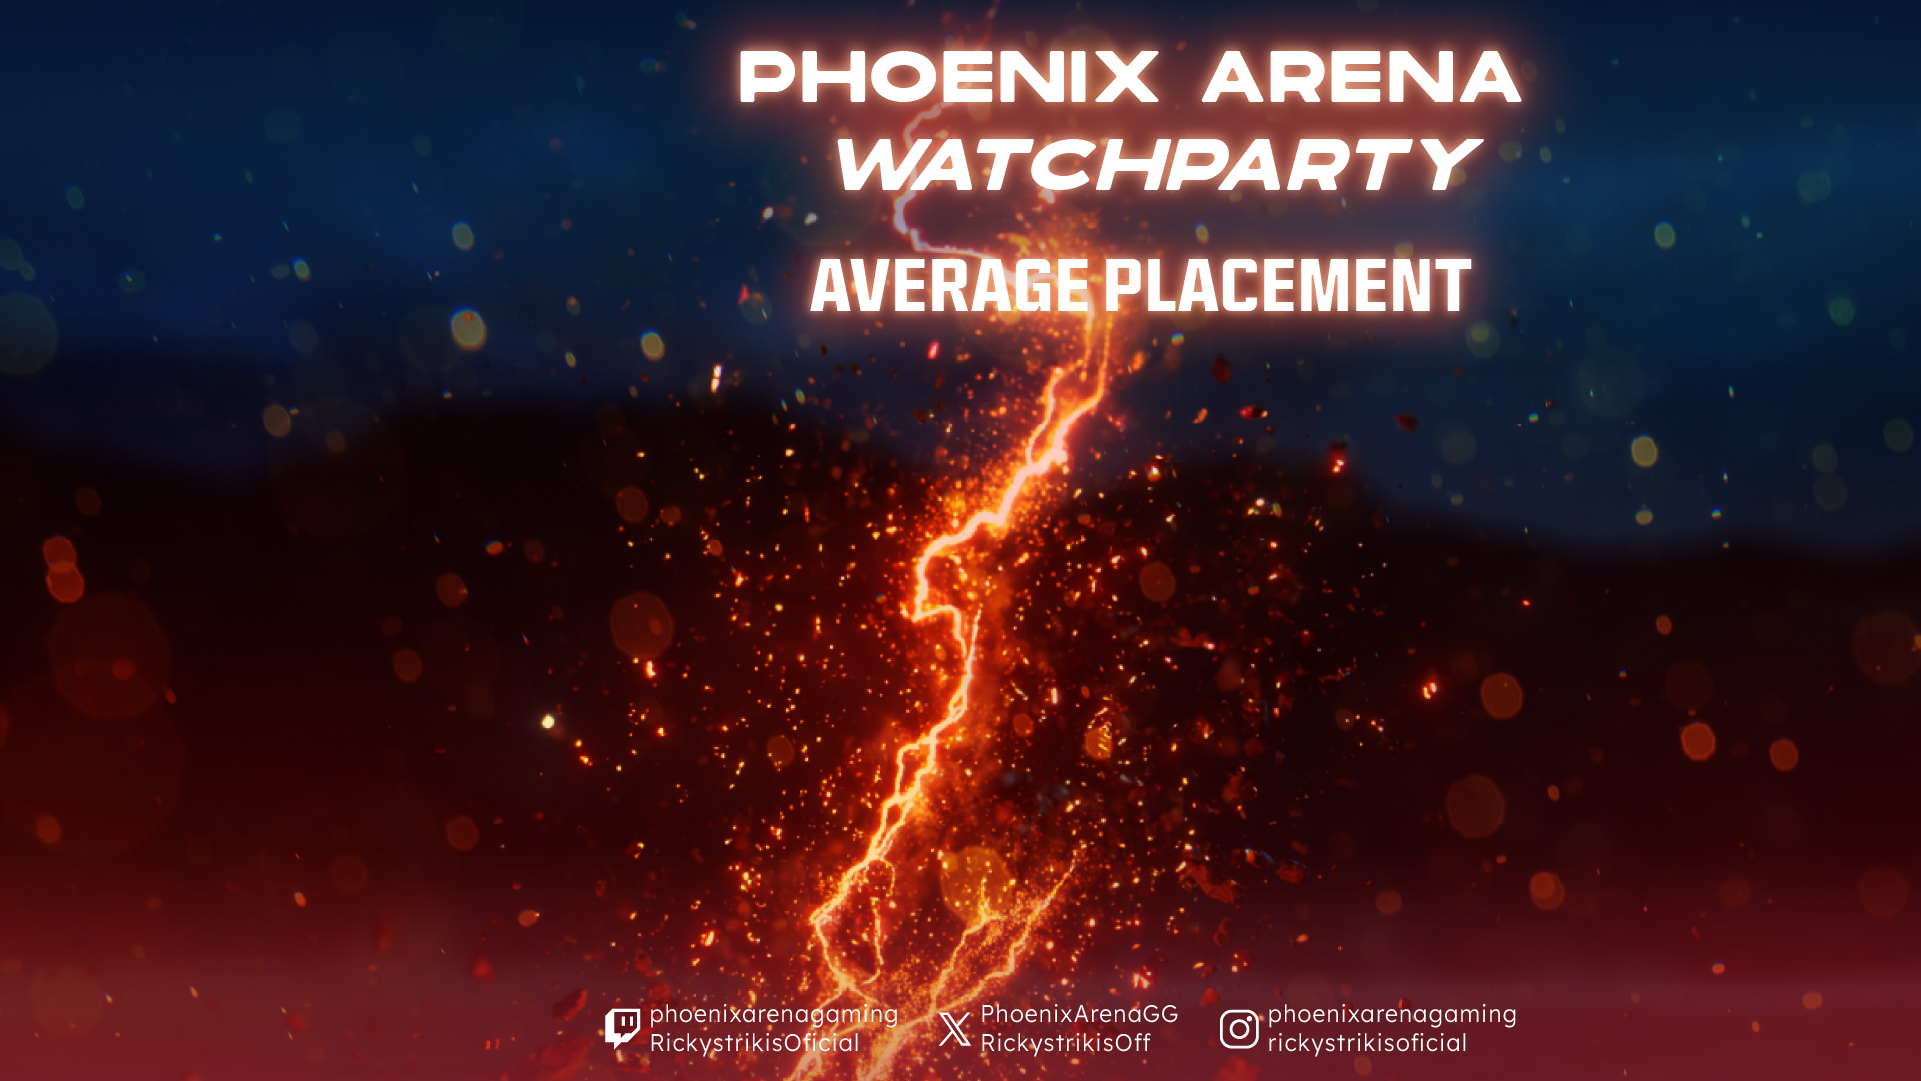 PHOENIX ARENA
WATCHPARTY
AVERAGE PLACEMENT
phoenixarenagaming
RickystrikisOficial
PhoenixArenaGG
RickystrikisOff
phoenixarenagaming
rickystrikisoficial